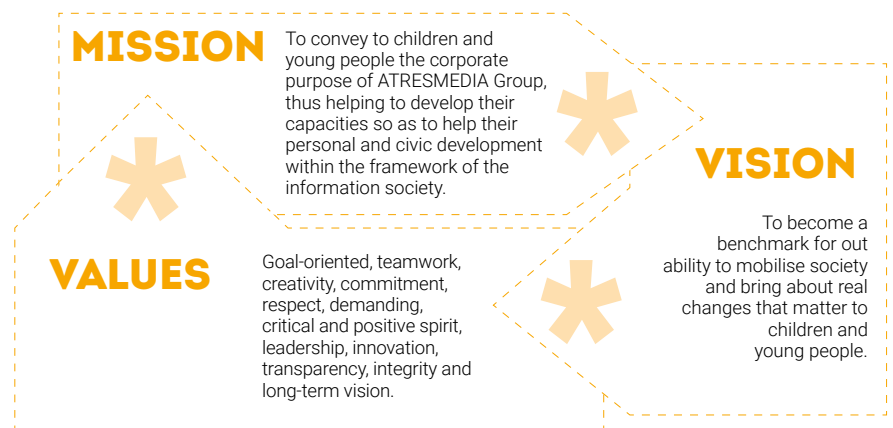 MISSION
To convey to children and
young people the corporate
purpose of ATRESMEDIA Group,
thus helping to develop their
capacities so as to help their
personal and civic development
within the framework of the
information society.
VISION
To become a
benchmark for out
ability to mobilise society
and bring about real
changes that matter to
children and
young people.
VALUES
Goal-oriented, teamwork,
creativity, commitment,
respect, demanding,
critical and positive spirit,
leadership, innovation,
transparency, integrity and
long-term vision.